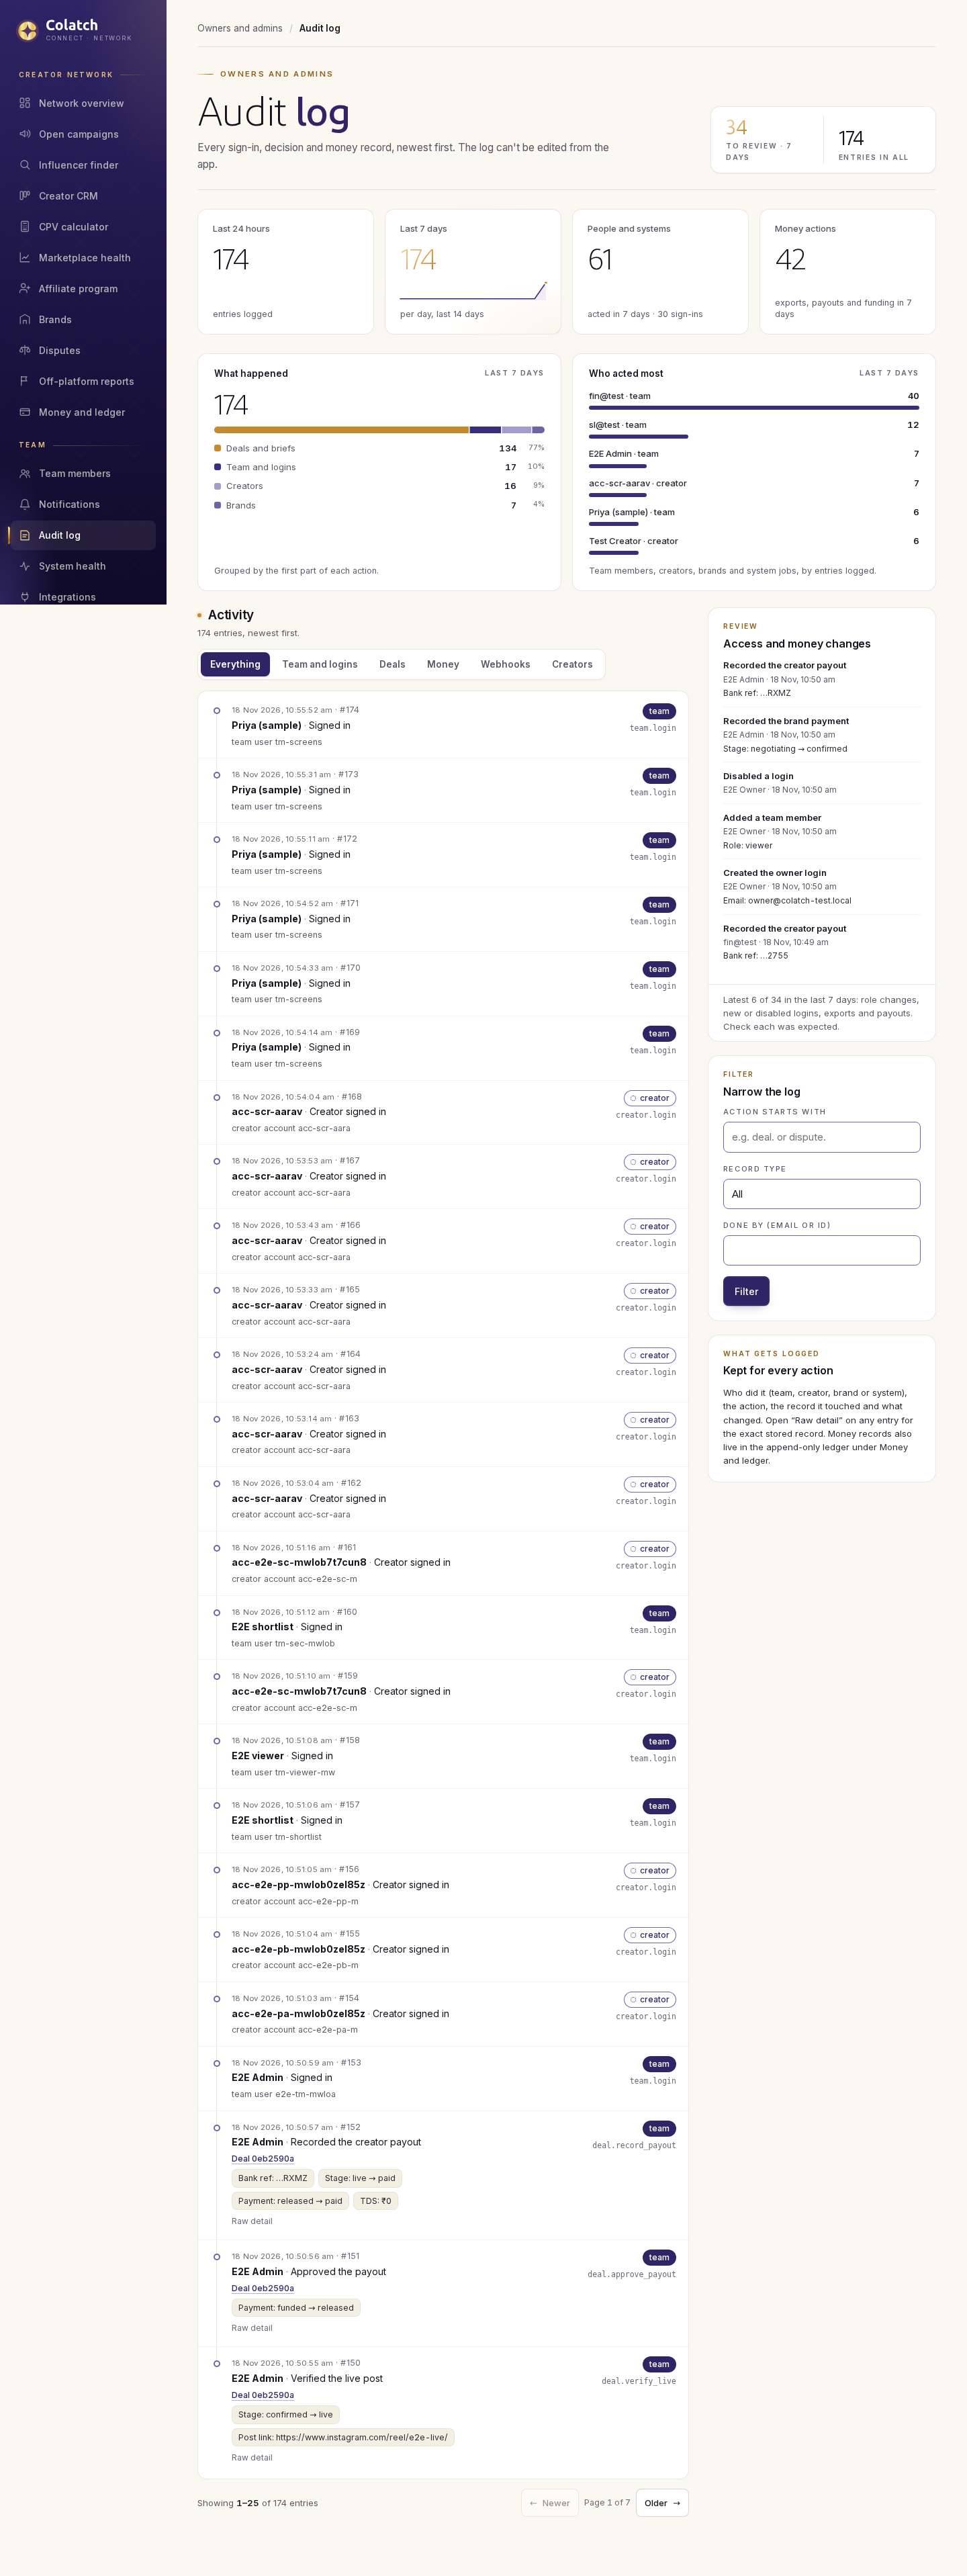 Colatch
CONNECT · NETWORK
CREATOR NETWORK
Network overview
Open campaigns
Influencer finder
Creator CRM
CPV calculator
Marketplace health
Affiliate program
Brands
Disputes
Off-platform reports
Money and ledger
TEAM
Team members
Notifications
Audit log
System health
Integrations
Owners and admins / Audit log
OWNERS AND ADMINS
Audit log
Every sign-in, decision and money record, newest first. The log can't be edited from the
app.
34
TO REVIEW · 7
DAYS
174
ENTRIES IN ALL
Last 24 hours
174
entries logged
Last 7 days
174
per day, last 14 days
People and systems
61
acted in 7 days · 30 sign-ins
Money actions
42
exports, payouts and funding in 7
days
What happened LAST 7 DAYS
174
Deals and briefs 134 77%
Team and logins 17 10%
Creators 16 9%
Brands 7 4%
Grouped by the first part of each action.
Who acted most LAST 7 DAYS
fin@test · team 40
sl@test · team 12
E2E Admin · team 7
acc-scr-aarav · creator 7
Priya (sample) · team 6
Test Creator · creator 6
Team members, creators, brands and system jobs, by entries logged.
Activity
174 entries, newest first.
Everything Team and logins Deals Money Webhooks Creators
18 Nov 2026, 10:55:52 am · #174 team
Priya (sample) · Signed in team.login
team user tm-screens
18 Nov 2026, 10:55:31 am · #173 team
Priya (sample) · Signed in team.login
team user tm-screens
18 Nov 2026, 10:55:11 am · #172 team
Priya (sample) · Signed in team.login
team user tm-screens
18 Nov 2026, 10:54:52 am · #171 team
Priya (sample) · Signed in team.login
team user tm-screens
18 Nov 2026, 10:54:33 am · #170 team
Priya (sample) · Signed in team.login
team user tm-screens
18 Nov 2026, 10:54:14 am · #169 team
Priya (sample) · Signed in team.login
team user tm-screens
18 Nov 2026, 10:54:04 am · #168 creator
acc-scr-aarav · Creator signed in creator.login
creator account acc-scr-aara
18 Nov 2026, 10:53:53 am · #167 creator
acc-scr-aarav · Creator signed in creator.login
creator account acc-scr-aara
18 Nov 2026, 10:53:43 am · #166 creator
acc-scr-aarav · Creator signed in creator.login
creator account acc-scr-aara
18 Nov 2026, 10:53:33 am · #165 creator
acc-scr-aarav · Creator signed in creator.login
creator account acc-scr-aara
18 Nov 2026, 10:53:24 am · #164 creator
acc-scr-aarav · Creator signed in creator.login
creator account acc-scr-aara
18 Nov 2026, 10:53:14 am · #163 creator
acc-scr-aarav · Creator signed in creator.login
creator account acc-scr-aara
18 Nov 2026, 10:53:04 am · #162 creator
acc-scr-aarav · Creator signed in creator.login
creator account acc-scr-aara
18 Nov 2026, 10:51:16 am · #161 creator
acc-e2e-sc-mwlob7t7cun8 · Creator signed in creator.login
creator account acc-e2e-sc-m
18 Nov 2026, 10:51:12 am · #160 team
E2E shortlist · Signed in team.login
team user tm-sec-mwlob
18 Nov 2026, 10:51:10 am · #159 creator
acc-e2e-sc-mwlob7t7cun8 · Creator signed in creator.login
creator account acc-e2e-sc-m
18 Nov 2026, 10:51:08 am · #158 team
E2E viewer · Signed in team.login
team user tm-viewer-mw
18 Nov 2026, 10:51:06 am · #157 team
E2E shortlist · Signed in team.login
team user tm-shortlist
18 Nov 2026, 10:51:05 am · #156 creator
acc-e2e-pp-mwlob0zel85z · Creator signed in creator.login
creator account acc-e2e-pp-m
18 Nov 2026, 10:51:04 am · #155 creator
acc-e2e-pb-mwlob0zel85z · Creator signed in creator.login
creator account acc-e2e-pb-m
18 Nov 2026, 10:51:03 am · #154 creator
acc-e2e-pa-mwlob0zel85z · Creator signed in creator.login
creator account acc-e2e-pa-m
18 Nov 2026, 10:50:59 am · #153 team
E2E Admin · Signed in team.login
team user e2e-tm-mwloa
18 Nov 2026, 10:50:57 am · #152 team
E2E Admin · Recorded the creator payout deal.record_payout
Deal 0eb2590a
Bank ref: …RXMZ Stage: live → paid
Payment: released → paid TDS: ₹0
Raw detail
18 Nov 2026, 10:50:56 am · #151 team
E2E Admin · Approved the payout deal.approve_payout
Deal 0eb2590a
Payment: funded → released
Raw detail
18 Nov 2026, 10:50:55 am · #150 team
E2E Admin · Verified the live post deal.verify_live
Deal 0eb2590a
Stage: confirmed → live
Post link: https://www.instagram.com/reel/e2e-live/
Raw detail
Showing 1–25 of 174 entries ← Newer Page 1 of 7 Older →
REVIEW
Access and money changes
Recorded the creator payout
E2E Admin · 18 Nov, 10:50 am
Bank ref: …RXMZ
Recorded the brand payment
E2E Admin · 18 Nov, 10:50 am
Stage: negotiating → confirmed
Disabled a login
E2E Owner · 18 Nov, 10:50 am
Added a team member
E2E Owner · 18 Nov, 10:50 am
Role: viewer
Created the owner login
E2E Owner · 18 Nov, 10:50 am
Email: owner@colatch-test.local
Recorded the creator payout
fin@test · 18 Nov, 10:49 am
Bank ref: …2755
Latest 6 of 34 in the last 7 days: role changes,
new or disabled logins, exports and payouts.
Check each was expected.
FILTER
Narrow the log
ACTION STARTS WITH
e.g. deal. or dispute.
RECORD TYPE
All
DONE BY (EMAIL OR ID)
Filter
WHAT GETS LOGGED
Kept for every action
Who did it (team, creator, brand or system),
the action, the record it touched and what
changed. Open “Raw detail” on any entry for
the exact stored record. Money records also
live in the append-only ledger under Money
and ledger.